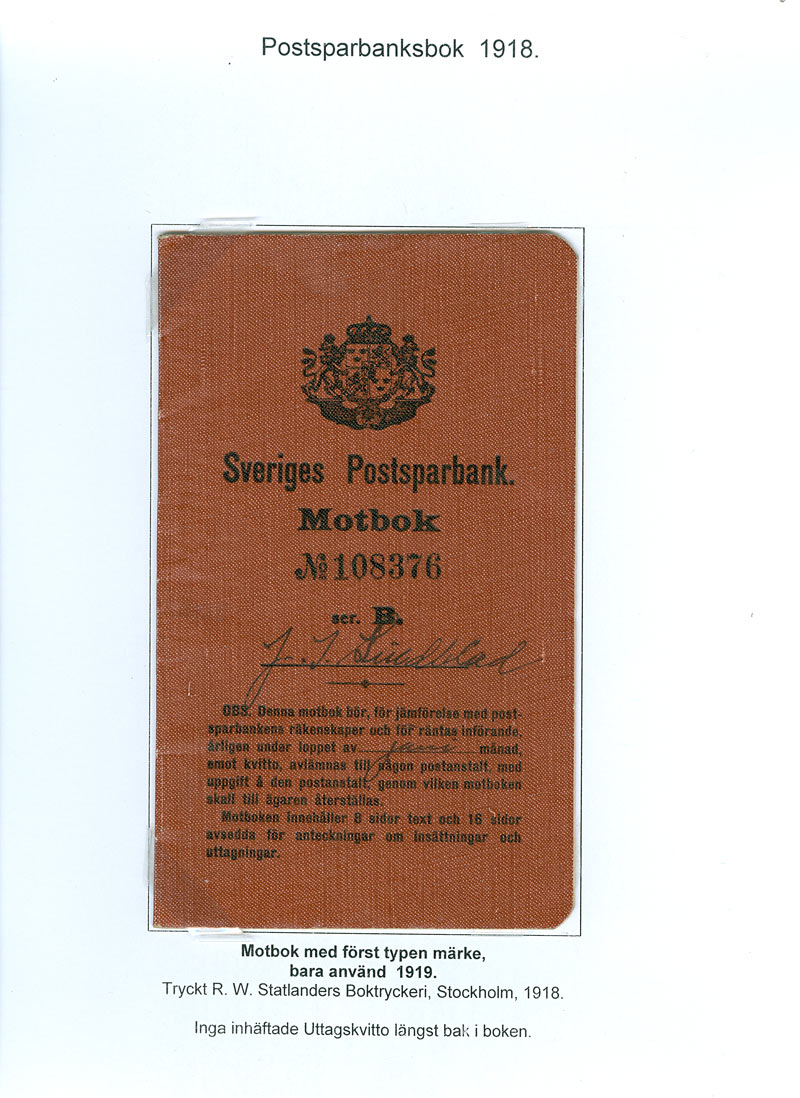 Postsparbanksbok 1918.
Sveriges Postsparbank.
Motbok
№ 108376
ser. B.
J. I. Lindblad
OBS. Denna motbok bör, för jämförelse med post-
sparbankens räkenskaper och för räntas införande,
årligen under loppet av jani månad,
emot kvitto, avlämnas till någon postanstalt, med
uppgift å den postanstalt, genom vilken motboken
skall till ägaren återställas.
Motboken innehåller 8 sidor text och 16 sidor
avsedda för anteckningar om insättningar och
uttagningar.
Motbok med först typen märke,
bara använd 1919.
Tryckt R. W. Statlanders Boktryckeri, Stockholm, 1918.
Inga inhäftade Uttagskvitto längst bak i boken.